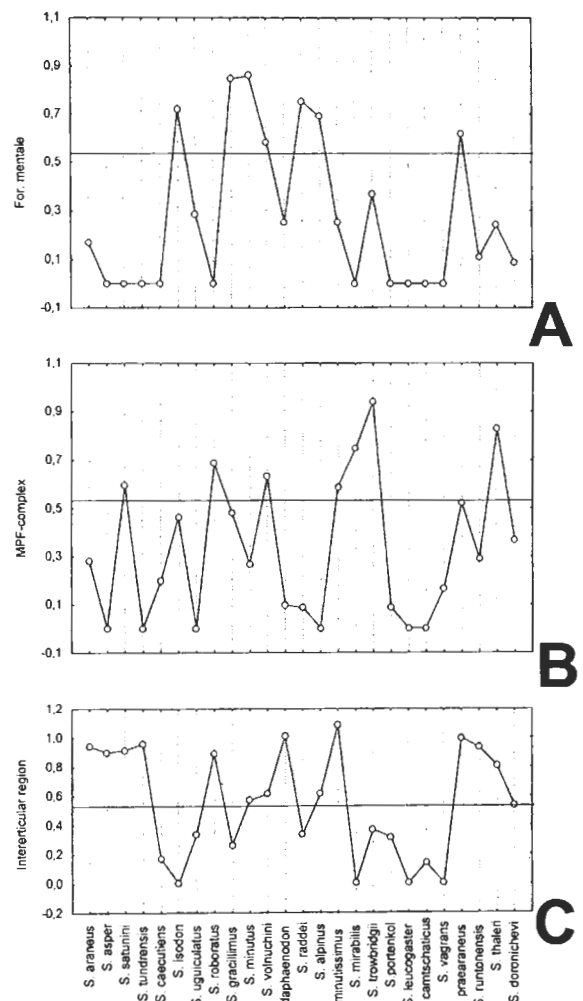 1,1
0,9
0,7
0,5
0,3
0,1
-0,1
For. mentale
A
1,1
0,9
0,7
0,5
0,3
0,1
-0,1
MPF-complex
B
1,2
1,0
0,8
0,6
0,4
0,2
0,0
-0,2
Intererticular region
C
S. araneus
S. asper
S. satunini
S. tundrensis
S. caecutiens
S. isodon
S. uguiculatus
S. roboratus
S. gracillimus
S. minutus
S. volnuchini
daphaenodon
S. raddei
S. alpinus
minutissimus
S. mirabilis
S. trowbridgii
S portenkol
S. leucogaster
camtschaticus
S. vagrans
praearaneus
S. runtonensis
S. thaleri
S. doronichevi